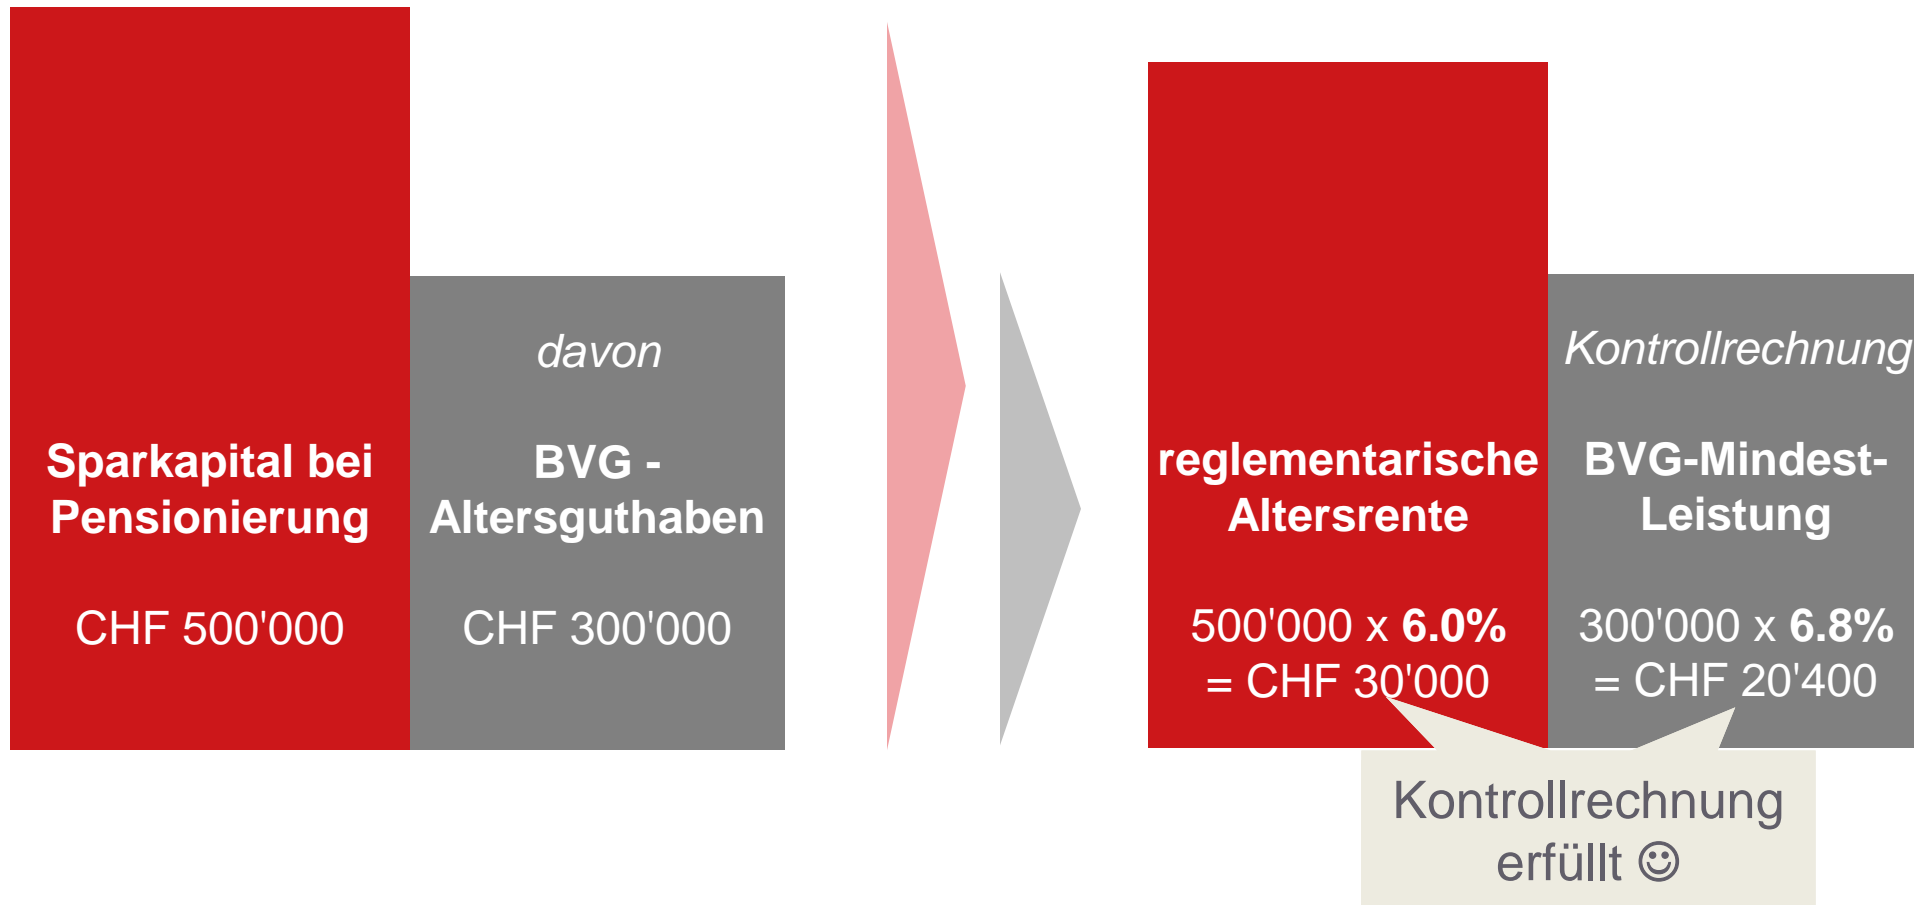 Sparkapital bei
Pensionierung
CHF 500'000
davon
BVG -
Altersguthaben
CHF 300'000
reglementarische
Altersrente
500'000 x 6.0%
= CHF 30'000
Kontrollrechnung
BVG-Mindest-
Leistung
300'000 x 6.8%
= CHF 20'400
Kontrollrechnung
erfüllt ☺